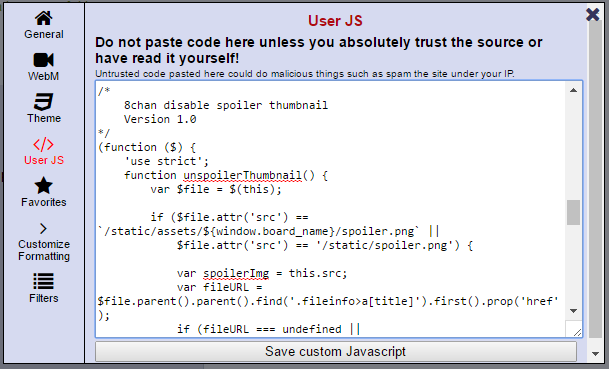 User JS
General
WebM
Theme
User JS
Favorites
Customize
Formatting
Filters
Do not paste code here unless you absolutely trust the source or
have read it yourself!
Untrusted code pasted here could do malicious things such as spam the site under your IP.
/*
    8chan disable spoiler thumbnail
    Version 1.0
*/
(function ($) {
    'use strict';
    function unspoilerThumbnail() {
        var $file = $(this);
        if ($file.attr('src') ==
`/static/assets/${window.board_name}/spoiler.png` ||
            $file.attr('src') == '/static/spoiler.png') {
            var spoilerImg = this.src;
            var fileURL =
$file.parent().parent().find('.fileinfo>a[title]').first().prop('href'
);
            if (fileURL === undefined ||
Save custom Javascript